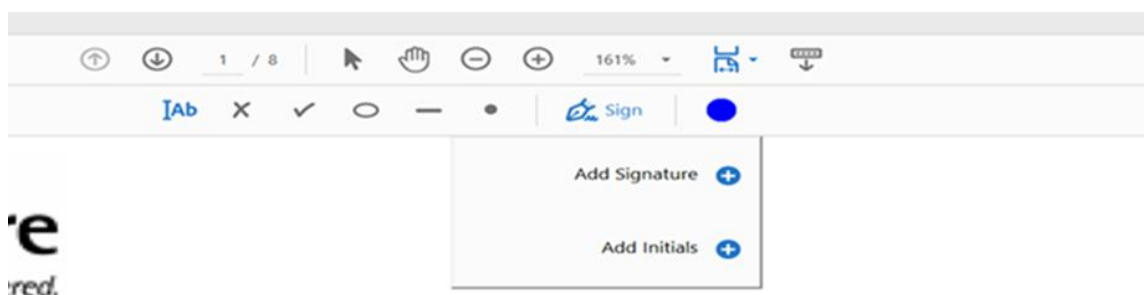 1 / 8 161%
IAb Sign
Add Signature
re
Add Initials
ered.